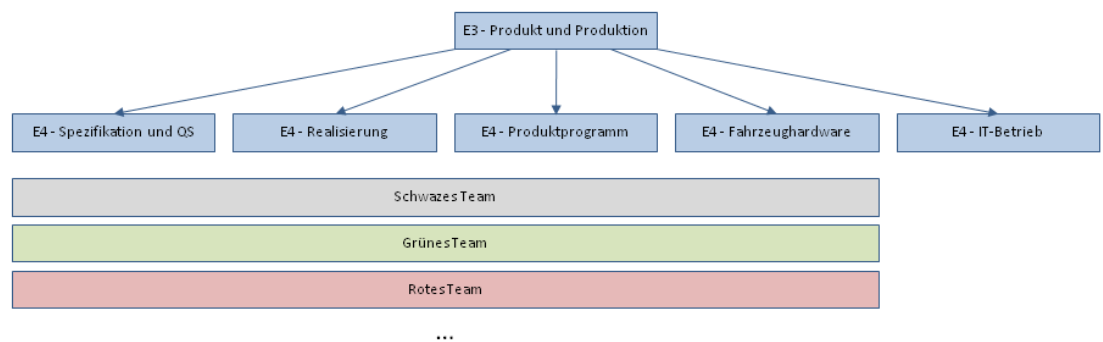 E3 - Produkt und Produktion
E4 - Spezifikation und QS
E4 - Realisierung
E4 - Produktprogramm
E4 - Fahrzeughardware
E4 - IT-Betrieb
Schwazes Team
Grünes Team
Rotes Team
...